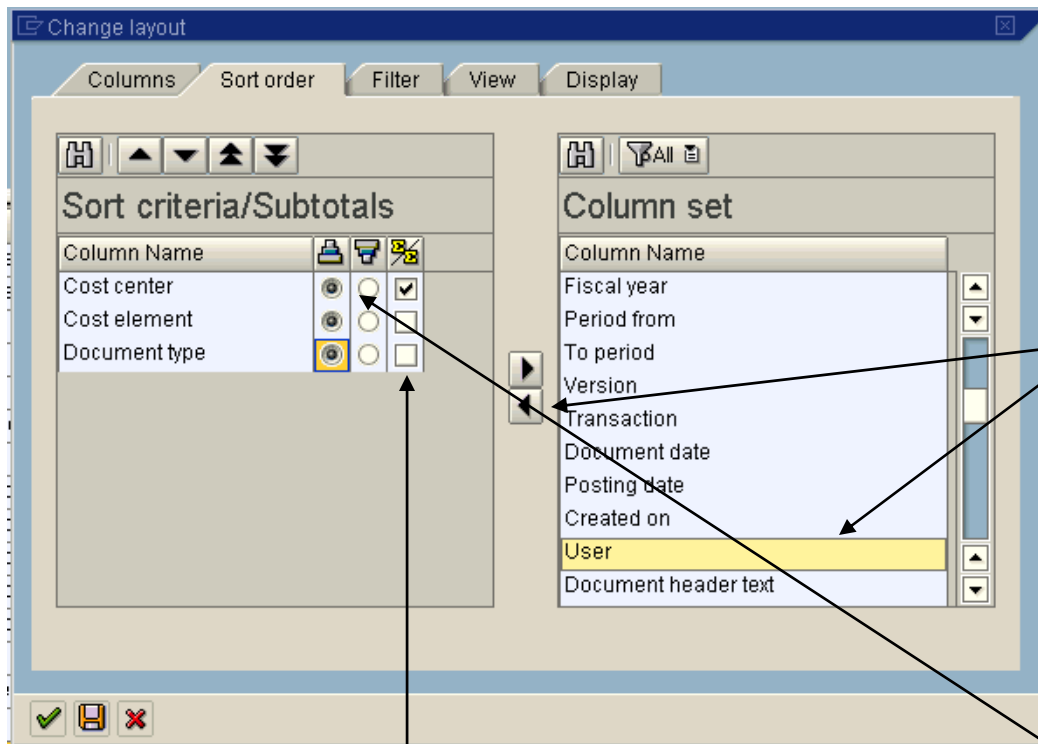 Change layout
Columns Sort order Filter View Display
All
Sort criteria/Subtotals
Column Name
Cost center
Cost element
Document type
Column set
Column Name
Fiscal year
Period from
To period
Version
Transaction
Document date
Posting date
Created on
User
Document header text